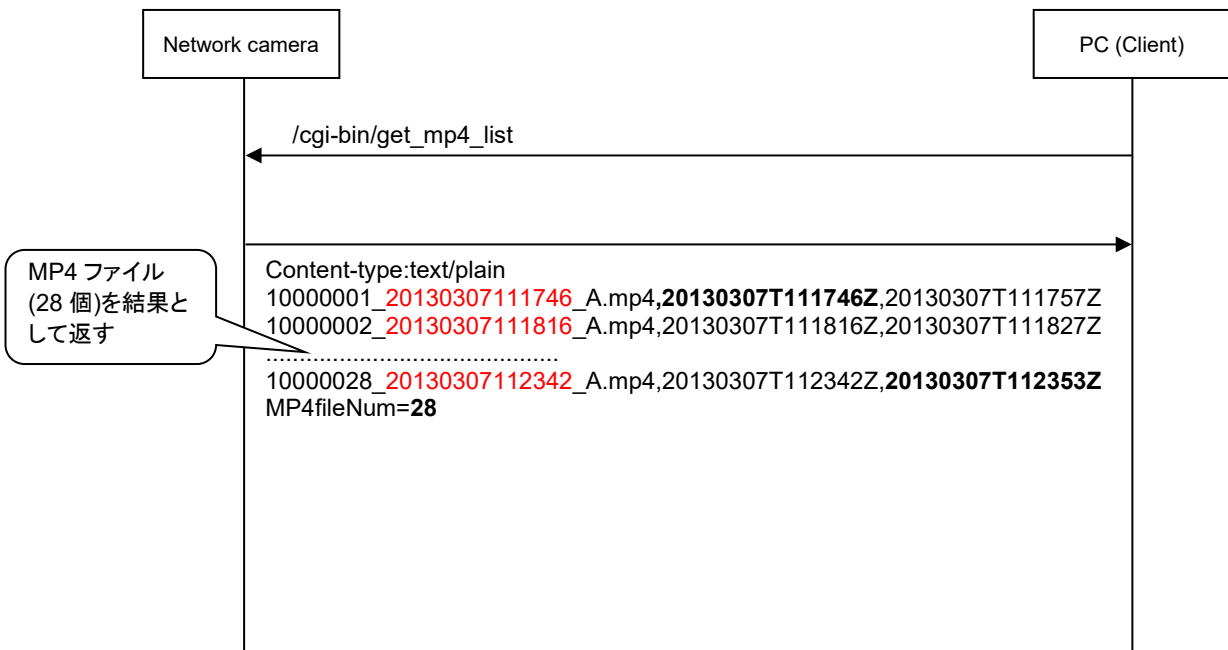 Network camera
PC (Client)
/cgi-bin/get_mp4_list
MP4 ファイル
(28 個)を結果と
して返す
Content-type:text/plain
10000001_20130307111746_A.mp4,20130307T111746Z,20130307T111757Z
10000002_20130307111816_A.mp4,20130307T111816Z,20130307T111827Z
............................................
10000028_20130307112342_A.mp4,20130307T112342Z,20130307T112353Z
MP4fileNum=28